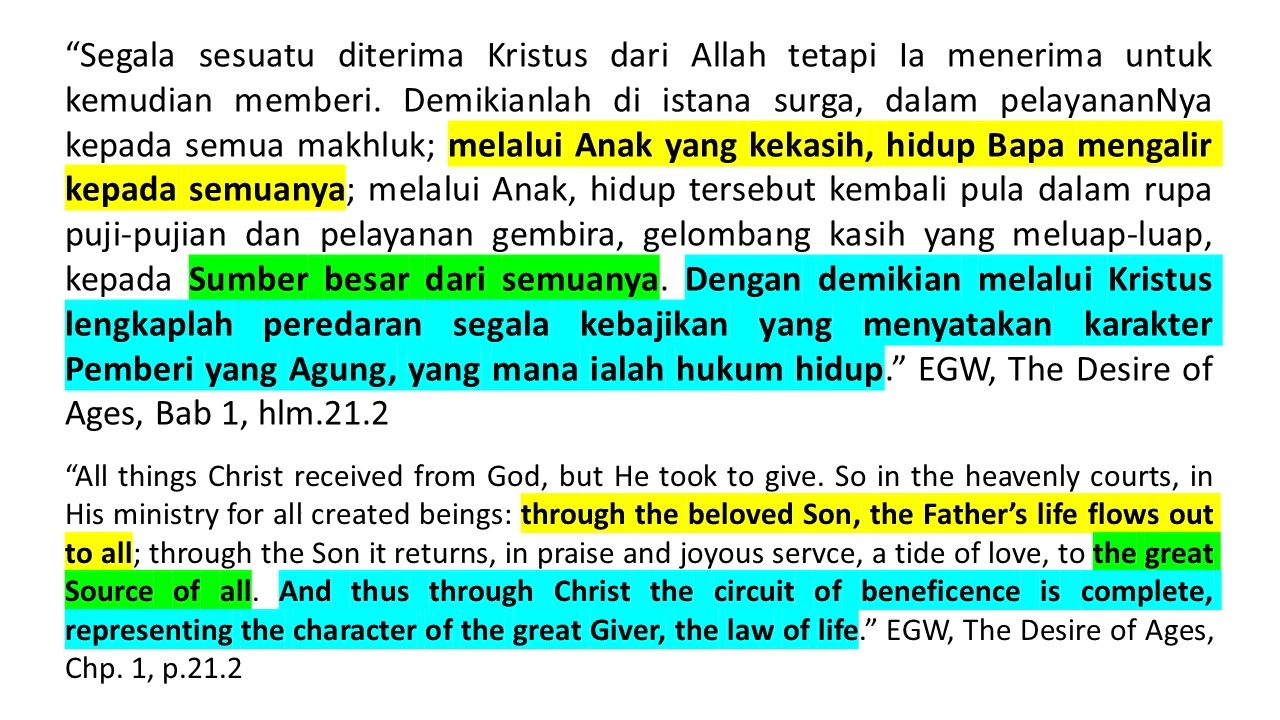 “Segala sesuatu diterima Kristus dari Allah tetapi Ia menerima untuk
kemudian memberi. Demikianlah di istana surga, dalam pelayananNya
kepada semua makhluk; melalui Anak yang kekasih, hidup Bapa mengalir
kepada semuanya; melalui Anak, hidup tersebut kembali pula dalam rupa
puji-pujian dan pelayanan gembira, gelombang kasih yang meluap-luap,
kepada Sumber besar dari semuanya. Dengan demikian melalui Kristus
lengkaplah peredaran segala kebajikan yang menyatakan karakter
Pemberi yang Agung, yang mana ialah hukum hidup.” EGW, The Desire of
Ages, Bab 1, hlm.21.2
“All things Christ received from God, but He took to give. So in the heavenly courts, in
His ministry for all created beings: through the beloved Son, the Father’s life flows out
to all; through the Son it returns, in praise and joyous servce, a tide of love, to the great
Source of all. And thus through Christ the circuit of beneficence is complete,
representing the character of the great Giver, the law of life.” EGW, The Desire of Ages,
Chp. 1, p.21.2